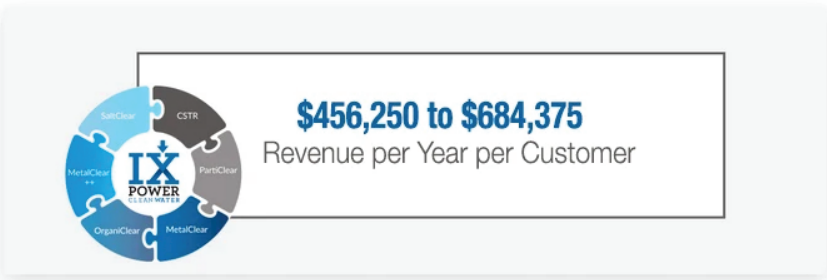 $456,250 to $684,375
Revenue per Year per Customer
SaltClear
CSTR
MetalClear
++
PartiClear
IX
POWER
CLEAN WATER
OrganiClear
MetalClear